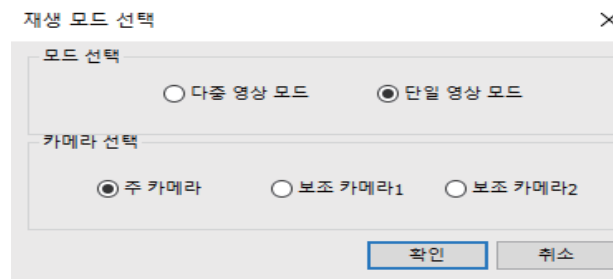 재생 모드 선택
모드 선택
다중 영상 모드 단일 영상 모드
카메라 선택
주 카메라 보조 카메라1 보조 카메라2
확인 취소